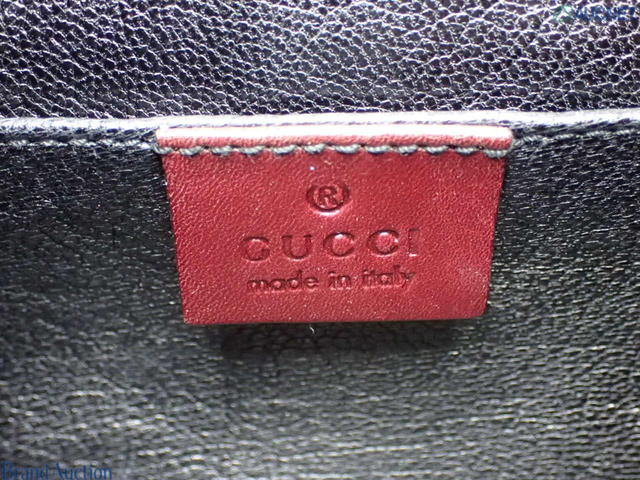 ®
GUCCI
made in italy
Brand Auction